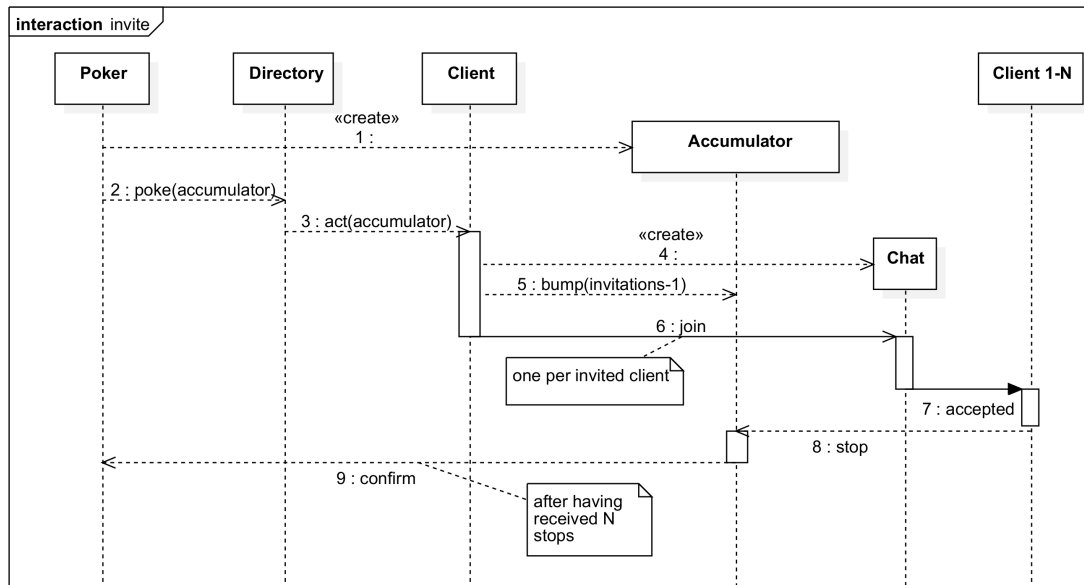 interaction invite
Poker
Directory
Client
Client 1-N
«create»
1 :
Accumulator
2 : poke(accumulator)
3 : act(accumulator)
«create»
4 :
Chat
5 : bump(invitations-1)
6 : join
one per invited client
7 : accepted
8 : stop
9 : confirm
after having
received N
stops